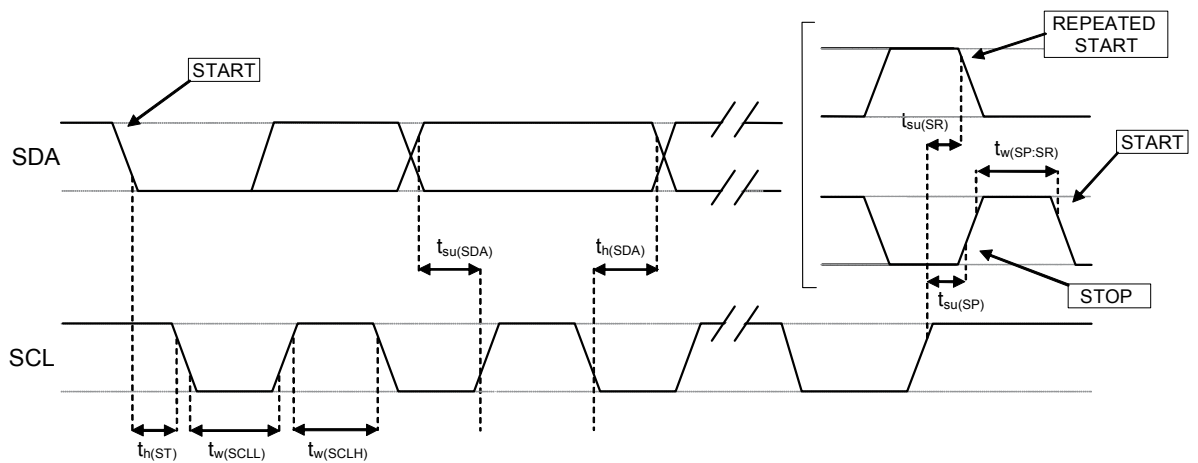 REPEATED
START
START
tsu(SR)
START
tw(SP:SR)
SDA
tsu(SDA)
th(SDA)
tsu(SP)
STOP
SCL
th(ST)
tw(SCLL)
tw(SCLH)